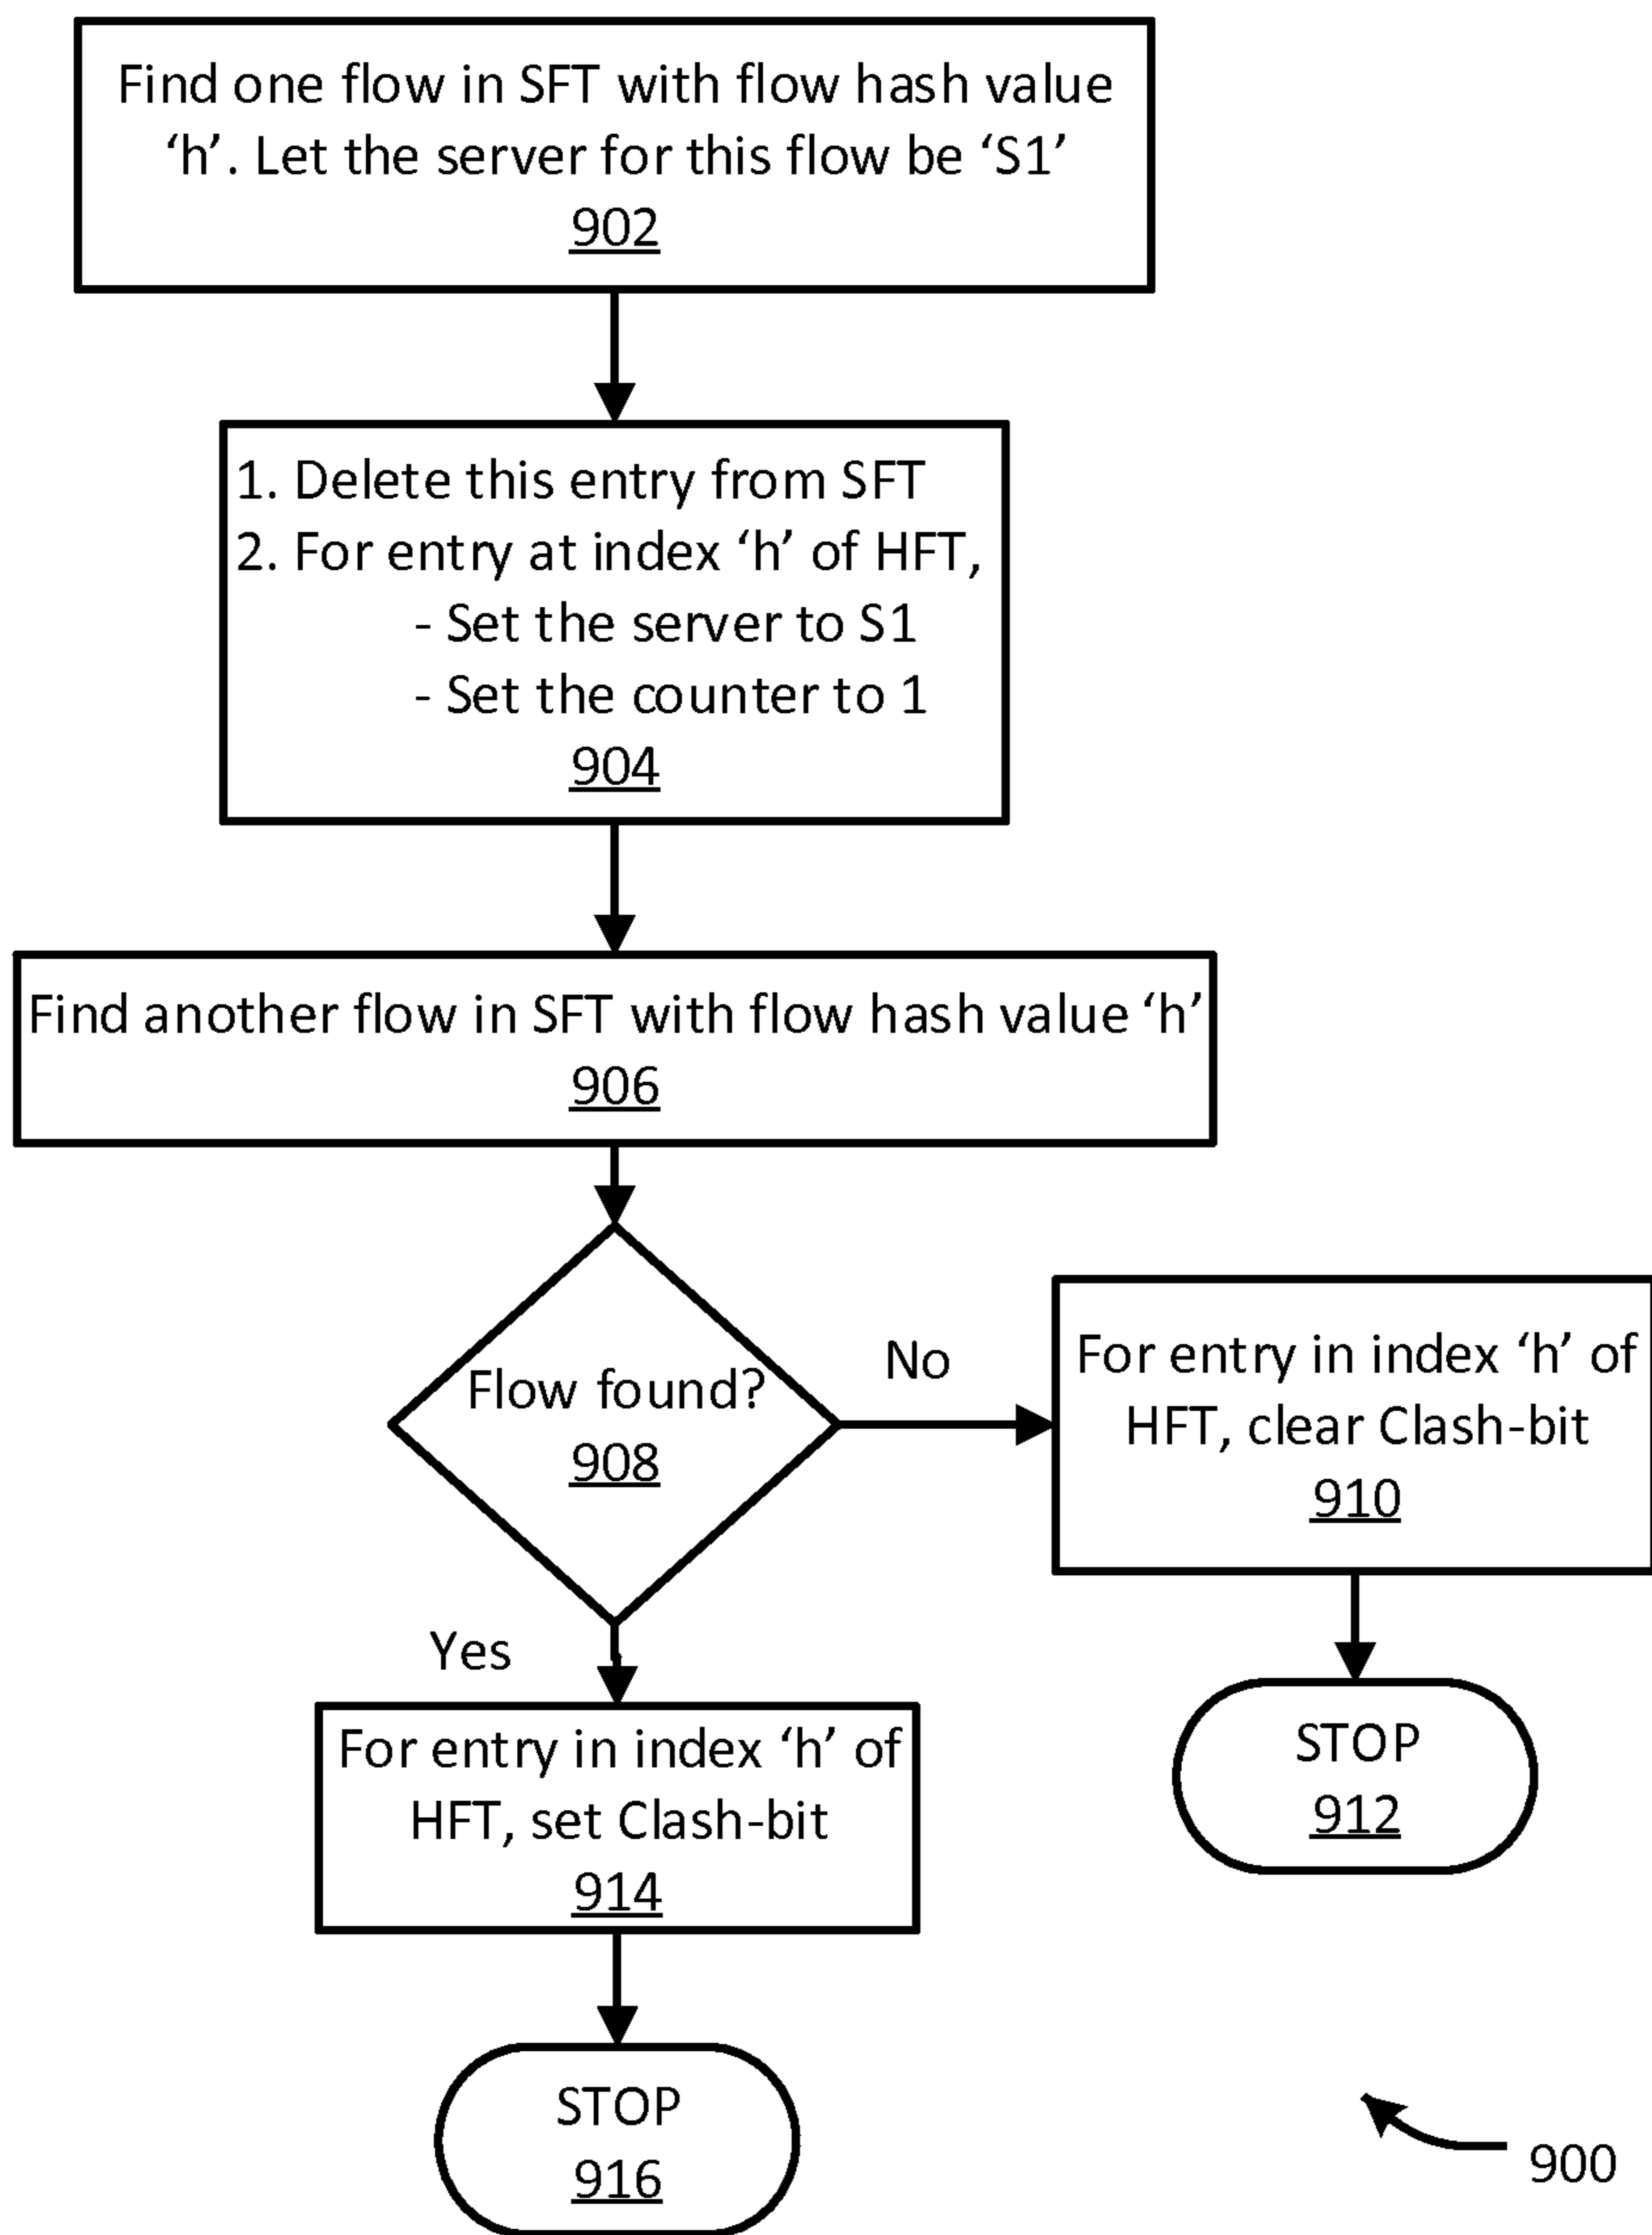 Find one flow in SFT with flow hash value
‘h’. Let the server for this flow be ‘S1’
902
1. Delete this entry from SFT
2. For entry at index ‘h’ of HFT,
- Set the server to S1
- Set the counter to 1
904
Find another flow in SFT with flow hash value ‘h’
906
Flow found?
908
No
For entry in index ‘h’ of
HFT, clear Clash-bit
910
STOP
912
Yes
For entry in index ‘h’ of
HFT, set Clash-bit
914
STOP
916
900